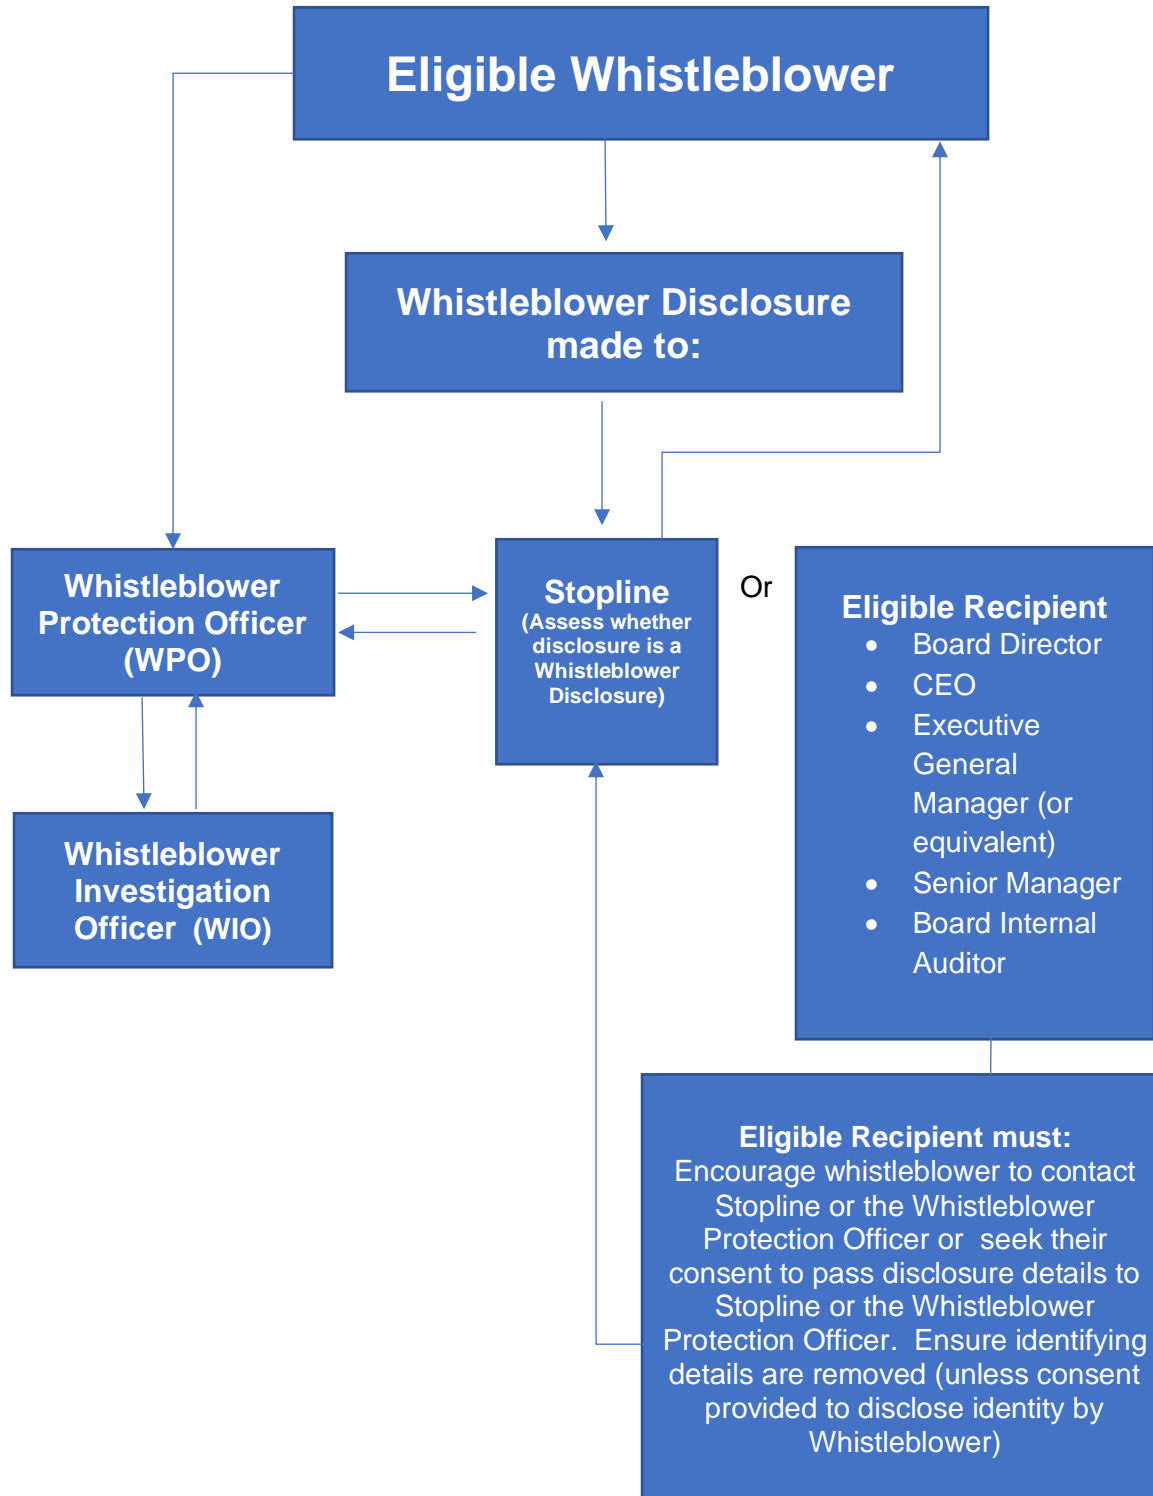 Eligible Whistleblower
Whistleblower Disclosure
made to:
Whistleblower
Protection Officer
(WPO)
Stopline
(Assess whether
disclosure is a
Whistleblower
Disclosure)
Or
Eligible Recipient
• Board Director
• CEO
• Executive
General
Manager (or
equivalent)
• Senior Manager
• Board Internal
Auditor
Whistleblower
Investigation
Officer (WIO)
Eligible Recipient must:
Encourage whistleblower to contact
Stopline or the Whistleblower
Protection Officer or seek their
consent to pass disclosure details to
Stopline or the Whistleblower
Protection Officer. Ensure identifying
details are removed (unless consent
provided to disclose identity by
Whistleblower)